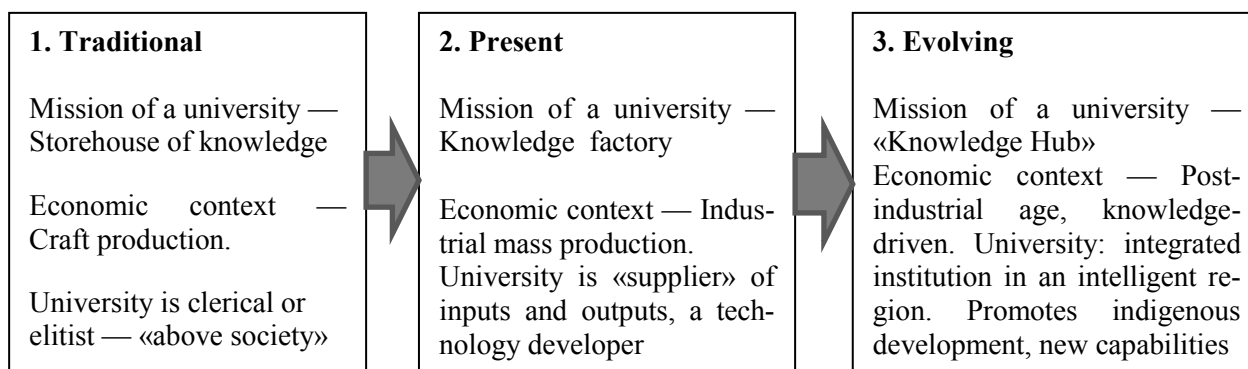 1. Traditional
Mission of a university —
Storehouse of knowledge
Economic context —
Craft production.
University is clerical or
elitist — «above society»
2. Present
Mission of a university —
Knowledge factory
Economic context — Indus-
trial mass production.
University is «supplier» of
inputs and outputs, a tech-
nology developer
3. Evolving
Mission of a university —
«Knowledge Hub»
Economic context — Post-
industrial age, knowledge-
driven. University: integrated
institution in an intelligent re-
gion. Promotes indigenous
development, new capabilities